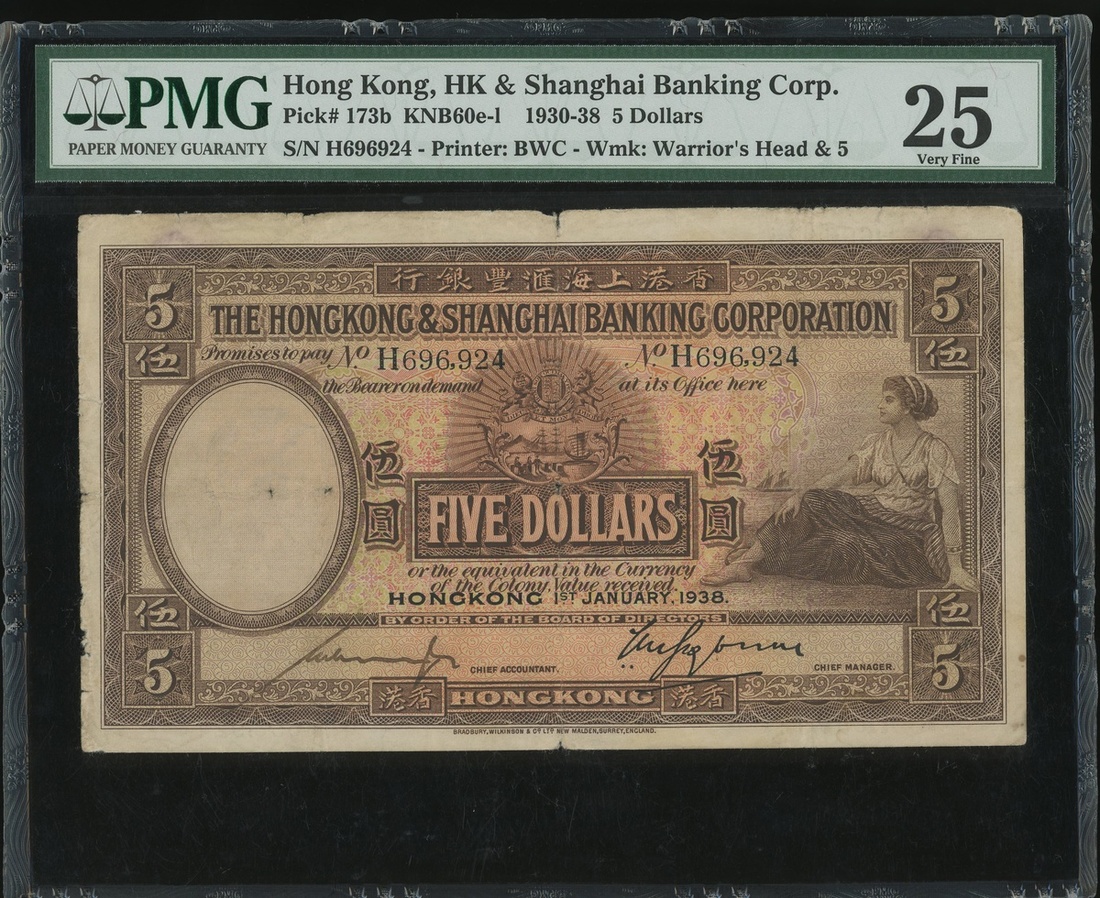 PMG
PAPER MONEY GUARANTY
Hong Kong, HK & Shanghai Banking Corp.
Pick# 173b KNB60e-l 1930-38 5 Dollars
S/N H696924 - Printer: BWC - Wmk: Warrior's Head & 5
25
Very Fine
行銀豐滙海上港香
5 5
THE HONGKONG & SHANGHAI BANKING CORPORATION
伍 伍
Promises to pay No H696,924 No H696,924
the Bearer on demand at its Office here
伍圓 伍圓
FIVE DOLLARS
or the equivalent in the Currency
of the Colony, Value received.
HONGKONG 1ST JANUARY, 1938.
伍 伍
BY ORDER OF THE BOARD OF DIRECTORS
5 5
CHIEF ACCOUNTANT. CHIEF MANAGER.
港香 HONGKONG 港香
BRADBURY, WILKINSON & Co LTD NEW MALDEN, SURREY, ENGLAND.